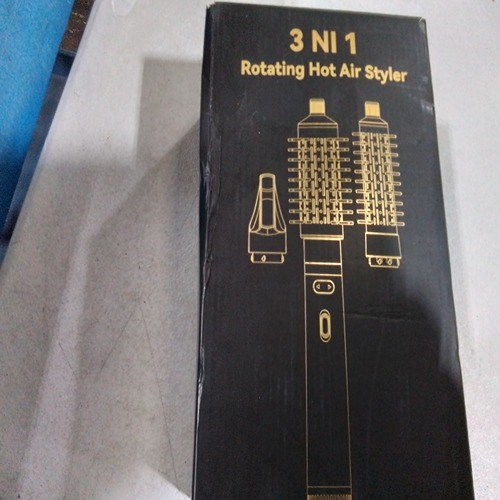 3 NI 1
Rotating Hot Air Styler